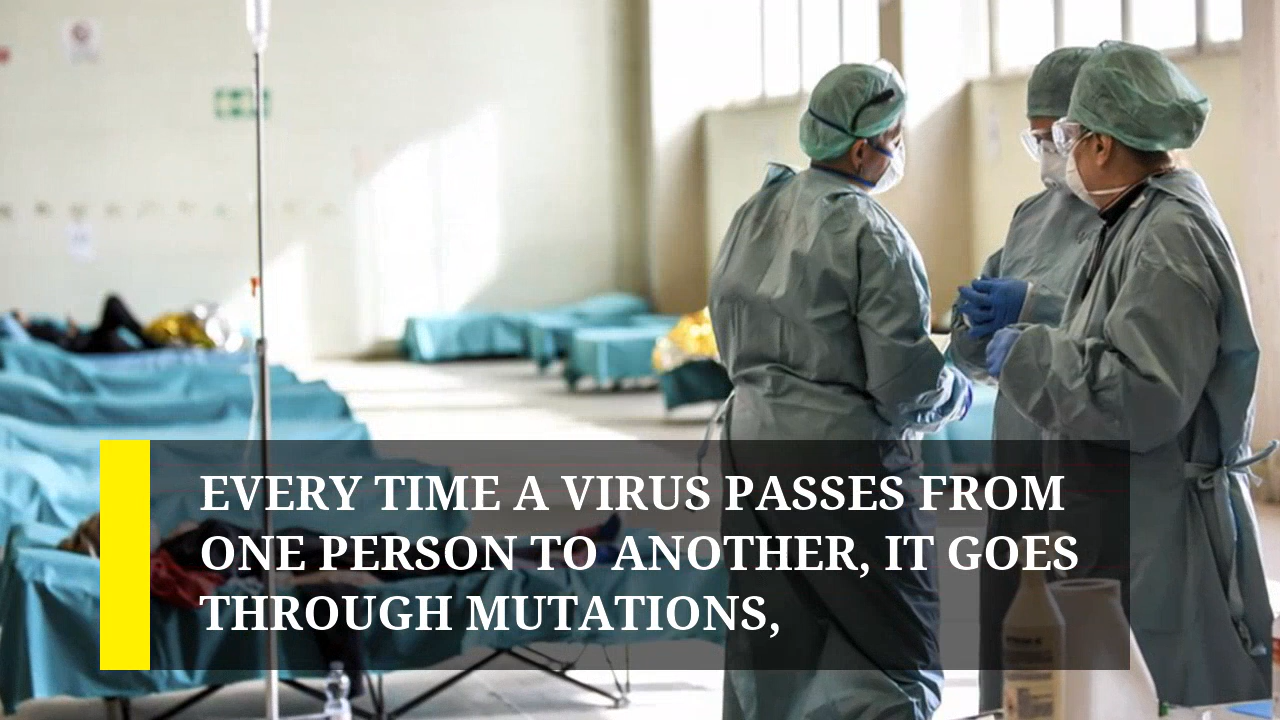 EVERY TIME A VIRUS PASSES FROM
ONE PERSON TO ANOTHER, IT GOES
THROUGH MUTATIONS,